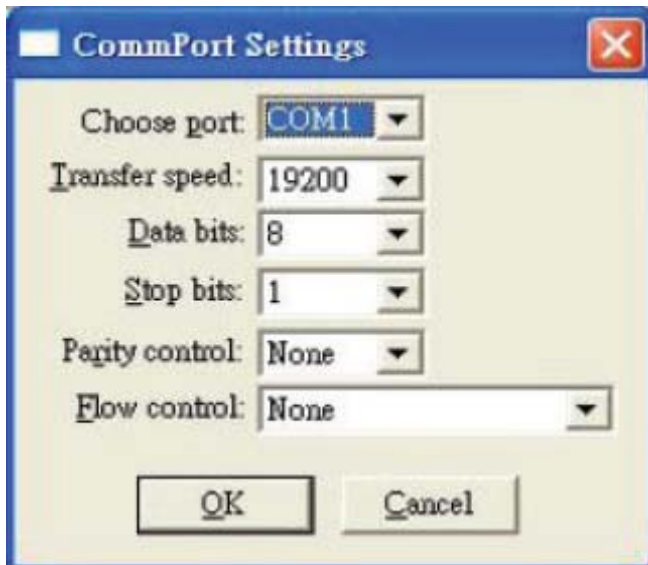 CommPort Settings
Choose port: COM1
Transfer speed: 19200
Data bits: 8
Stop bits: 1
Parity control: None
Flow control: None
OK Cancel